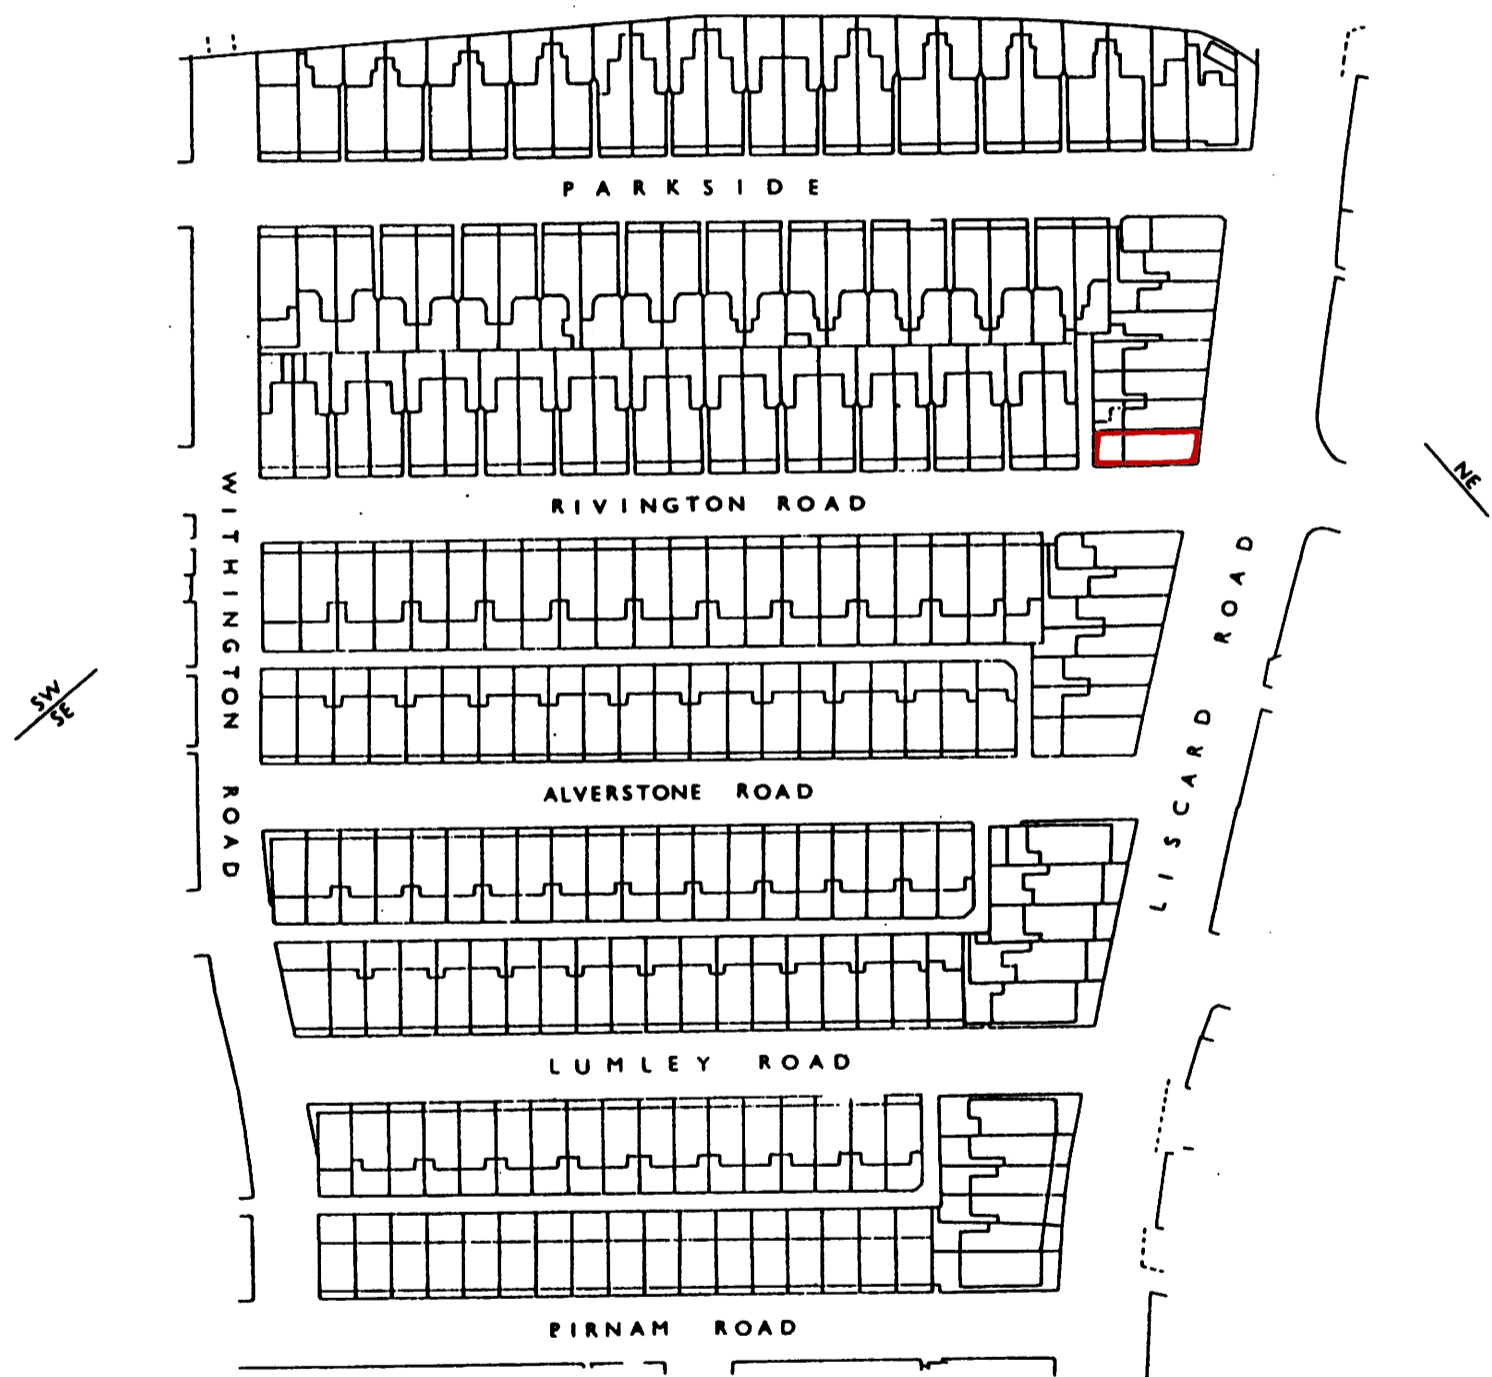 PARKSIDE
RIVINGTON ROAD
WITHINGTON ROAD
NE
SW
SE
ALVERSTONE ROAD
LISCARD ROAD
LUMLEY ROAD
PIRNAM ROAD